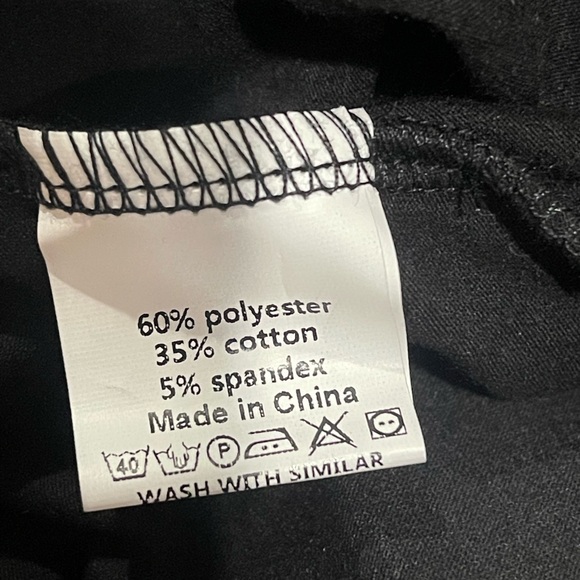 60% polyester
35% cotton
5% spandex
Made in China
40 P
WASH WITH SIMILAR